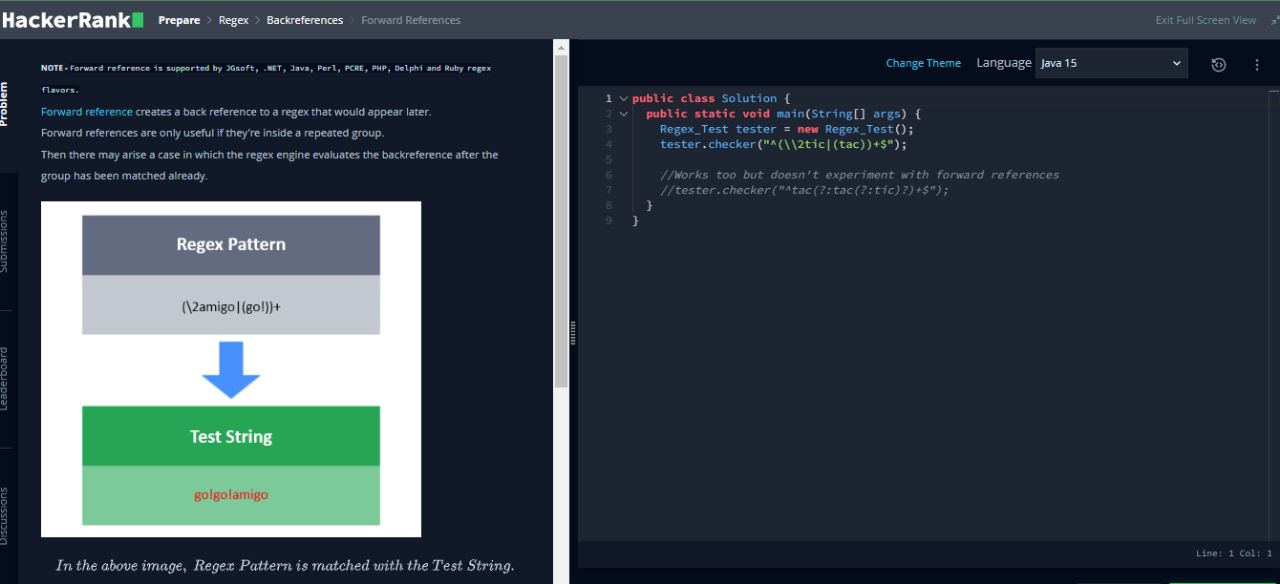 HackerRank Prepare > Regex > Backreferences > Forward References Exit Full Screen View
Problem
Submissions
Leaderboard
Discussions
NOTE - Forward reference is supported by JGsoft, .NET, Java, Perl, PCRE, PHP, Delphi and Ruby regex
flavors.
Forward reference creates a back reference to a regex that would appear later.
Forward references are only useful if they're inside a repeated group.
Then there may arise a case in which the regex engine evaluates the backreference after the
group has been matched already.
Regex Pattern
(\2amigo|(go!))+
Test String
go!go!amigo
In the above image, Regex Pattern is matched with the Test String.
Change Theme Language Java 15
1 public class Solution {
2 public static void main(String[] args) {
3 Regex_Test tester = new Regex_Test();
4 tester.checker("^(\\2tic|(tac))+$");
5
6 //Works too but doesn't experiment with forward references
7 //tester.checker("^tac(?:tac(?:tic)?)+$");
8 }
9 }
Line: 1 Col: 1